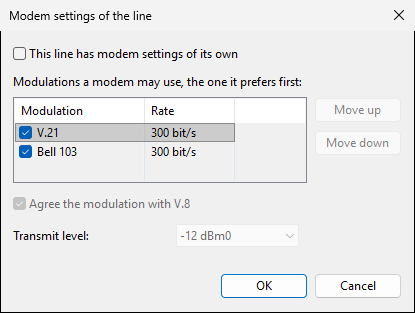 Modem settings of the line
This line has modem settings of its own
Modulations a modem may use, the one it prefers first:
Modulation Rate
V.21 300 bit/s
Bell 103 300 bit/s
Move up
Move down
Agree the modulation with V.8
Transmit level: -12 dBm0
OK Cancel